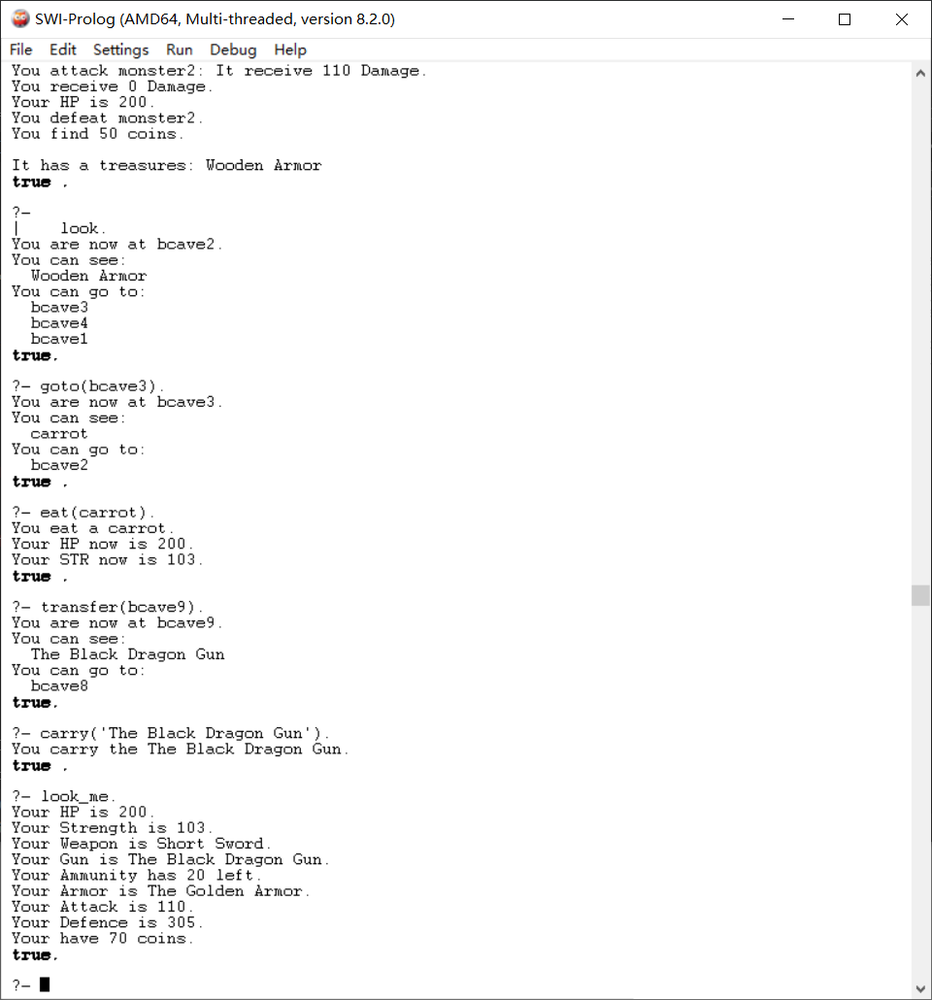 SWI-Prolog (AMD64, Multi-threaded, version 8.2.0)
File Edit Settings Run Debug Help
You attack monster2: It receive 110 Damage.
You receive 0 Damage.
Your HP is 200.
You defeat monster2.
You find 50 coins.
It has a treasures: Wooden Armor
true .
?-
|    look.
You are now at bcave2.
You can see:
  Wooden Armor
You can go to:
  bcave3
  bcave4
  bcave1
true.
?- goto(bcave3).
You are now at bcave3.
You can see:
  carrot
You can go to:
  bcave2
true .
?- eat(carrot).
You eat a carrot.
Your HP now is 200.
Your STR now is 103.
true .
?- transfer(bcave9).
You are now at bcave9.
You can see:
  The Black Dragon Gun
You can go to:
  bcave8
true.
?- carry('The Black Dragon Gun').
You carry the The Black Dragon Gun.
true .
?- look_me.
Your HP is 200.
Your Strength is 103.
Your Weapon is Short Sword.
Your Gun is The Black Dragon Gun.
Your Ammunity has 20 left.
Your Armor is The Golden Armor.
Your Attack is 110.
Your Defence is 305.
Your have 70 coins.
true.
?-